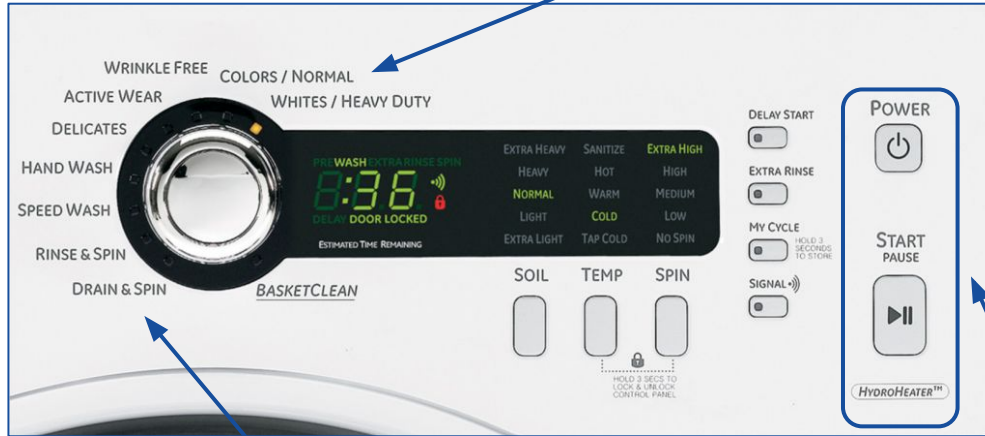 WRINKLE FREE
COLORS / NORMAL
ACTIVE WEAR
WHITES / HEAVY DUTY
DELICATES
HAND WASH
SPEED WASH
RINSE & SPIN
DRAIN & SPIN
BASKETCLEAN
PRE WASH EXTRA RINSE SPIN
:36
DELAY DOOR LOCKED
ESTIMATED TIME REMAINING
EXTRA HEAVY SANITIZE EXTRA HIGH
HEAVY HOT HIGH
NORMAL WARM MEDIUM
LIGHT COLD LOW
EXTRA LIGHT TAP COLD NO SPIN
SOIL TEMP SPIN
HOLD 3 SECS TO
LOCK & UNLOCK
CONTROL PANEL
DELAY START
EXTRA RINSE
MY CYCLE
HOLD 3
SECONDS
TO STORE
SIGNAL
POWER
START
PAUSE
HYDROHEATER™